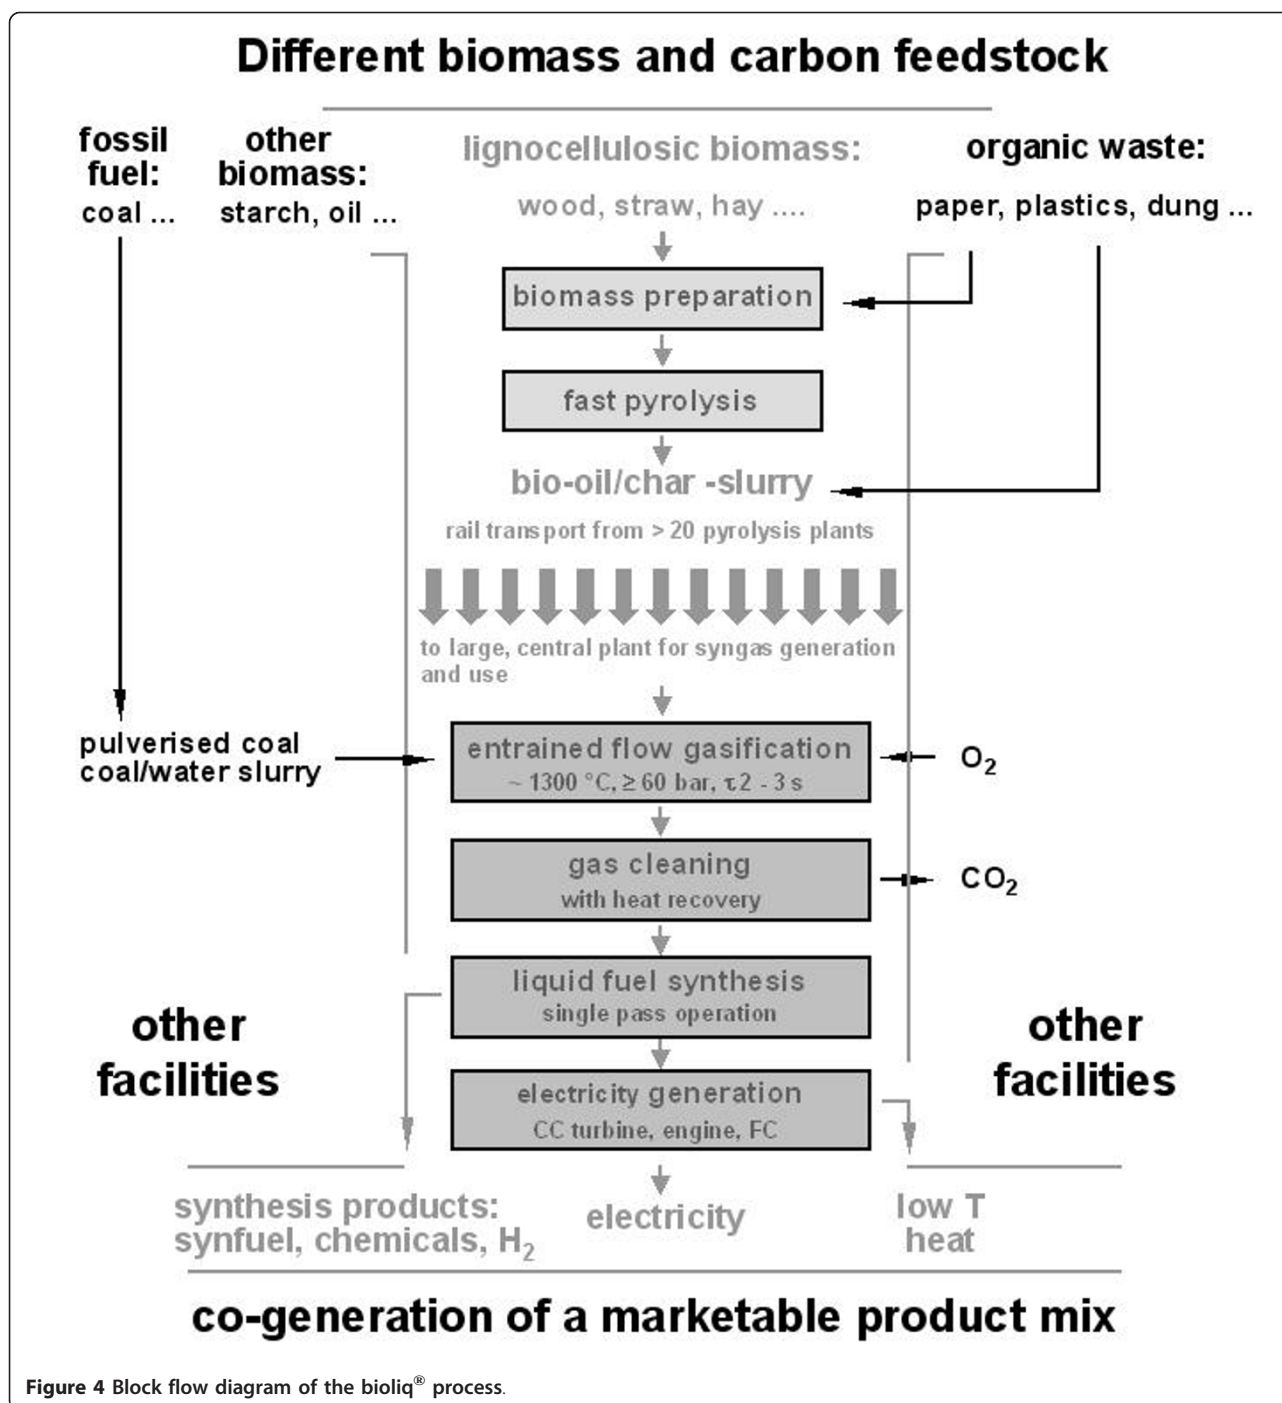 Different biomass and carbon feedstock
fossil
fuel:
coal ...
other
biomass:
starch, oil ...
lignocellulosic biomass:
wood, straw, hay ....
organic waste:
paper, plastics, dung ...
biomass preparation
fast pyrolysis
bio-oil/char -slurry
rail transport from > 20 pyrolysis plants
to large, central plant for syngas generation
and use
pulverised coal
coal/water slurry
entrained flow gasification
~ 1300 °C, ≥ 60 bar, τ 2 - 3 s
O₂
gas cleaning
with heat recovery
CO₂
liquid fuel synthesis
single pass operation
other
facilities
other
facilities
electricity generation
CC turbine, engine, FC
synthesis products:
synfuel, chemicals, H₂
electricity
low T
heat
co-generation of a marketable product mix
Figure 4 Block flow diagram of the bioliq® process.